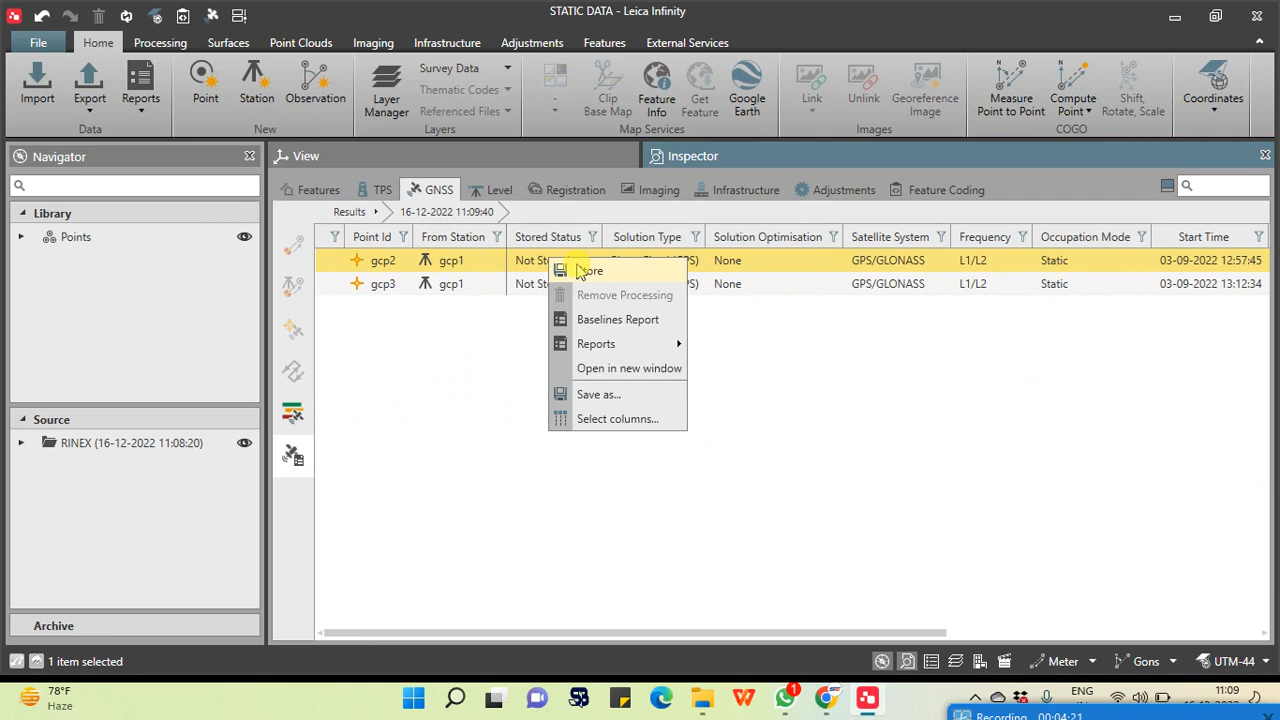 STATIC DATA - Leica Infinity
File Home Processing Surfaces Point Clouds Imaging Infrastructure Adjustments Features External Services
Import Export Reports Point Station Observation Layer Manager Survey Data Thematic Codes Referenced Files - Clip Base Map Feature Info Get Feature Google Earth Link Unlink Georeference Image Measure Point to Point Compute Point Shift, Rotate, Scale Coordinates
Data New Layers Map Services Images COGO
Navigator View Inspector
Features TPS GNSS Level Registration Imaging Infrastructure Adjustments Feature Coding
Library Results 16-12-2022 11:09:40
Points Point Id From Station Stored Status Solution Type Solution Optimisation Satellite System Frequency Occupation Mode Start Time
gcp2 gcp1 Not None GPS/GLONASS L1/L2 Static 03-09-2022 12:57:45
gcp3 gcp1 Not None GPS/GLONASS L1/L2 Static 03-09-2022 13:12:34
Remove Processing
Baselines Report
Reports
Open in new window
Save as...
Select columns...
Source
RINEX (16-12-2022 11:08:20)
Archive
1 item selected Meter Gons UTM-44
78°F
Haze
1
ENG
11:09
Recording 00:04:21